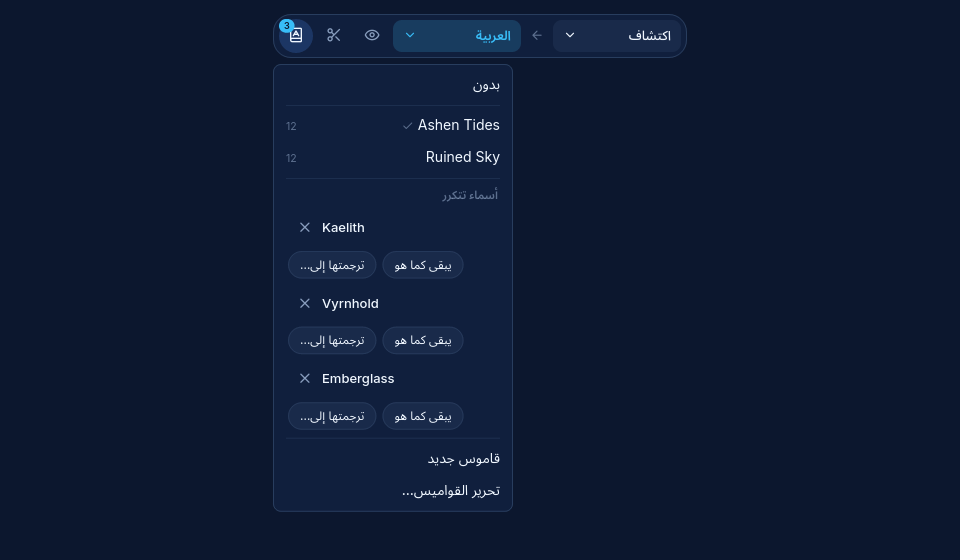 اكتشاف
العربية
3
بدون
Ashen Tides 12
Ruined Sky 12
أسماء تتكرر
Kaelith
يبقى كما هو
ترجمتها إلى...
Vyrnhold
يبقى كما هو
ترجمتها إلى...
Emberglass
يبقى كما هو
ترجمتها إلى...
قاموس جديد
تحرير القواميس...